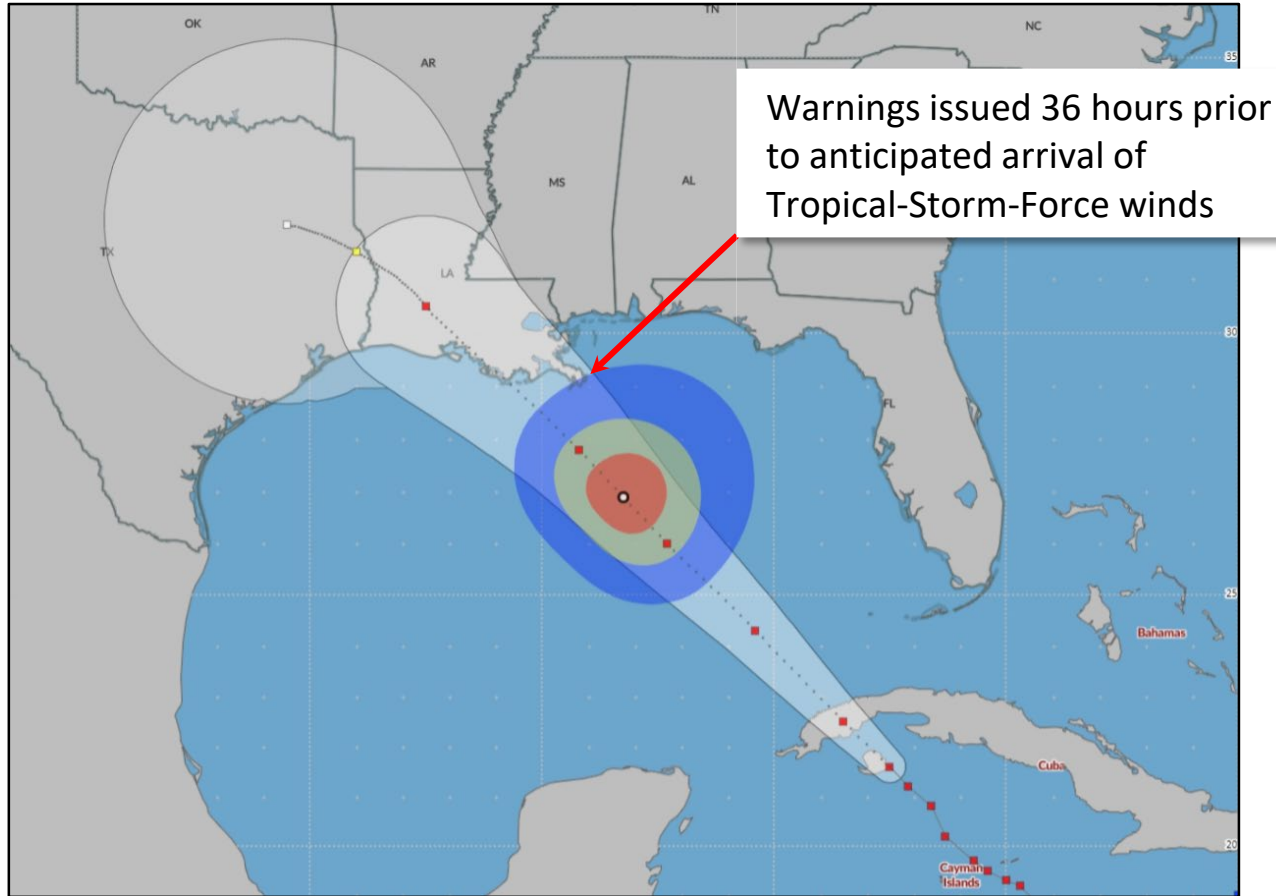 OK
TN
NC
AR
35
Warnings issued 36 hours prior
to anticipated arrival of
Tropical-Storm-Force winds
MS
AL
TX
LA
30
FL
25
Bahamas
Cuba
20
Cayman
Islands